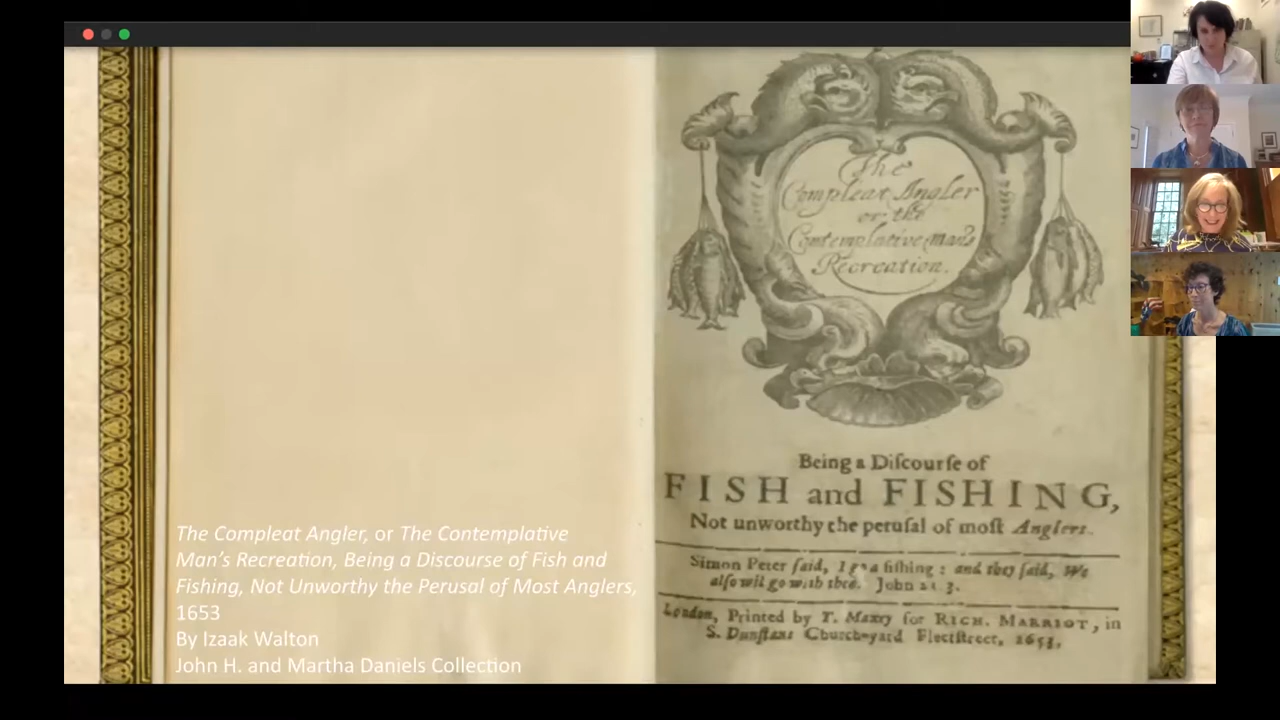 The
Compleat Angler
or the
Contemplative man's
Recreation.
Being a Diſcourſe of
FISH and FISHING,
Not unworthy the peruſal of moſt Anglers.
Simon Peter ſaid, I go a fiſhing : and they ſaid, We
alſo wil go with thee. John 21 3.
London, Printed by T. Maxey for RICH. MARRIOT, in
S. Dunſtans Churchyard Fleetſtreet, 1653.
The Compleat Angler, or The Contemplative
Man's Recreation, Being a Discourse of Fish and
Fishing, Not Unworthy the Perusal of Most Anglers,
1653
By Izaak Walton
John H. and Martha Daniels Collection